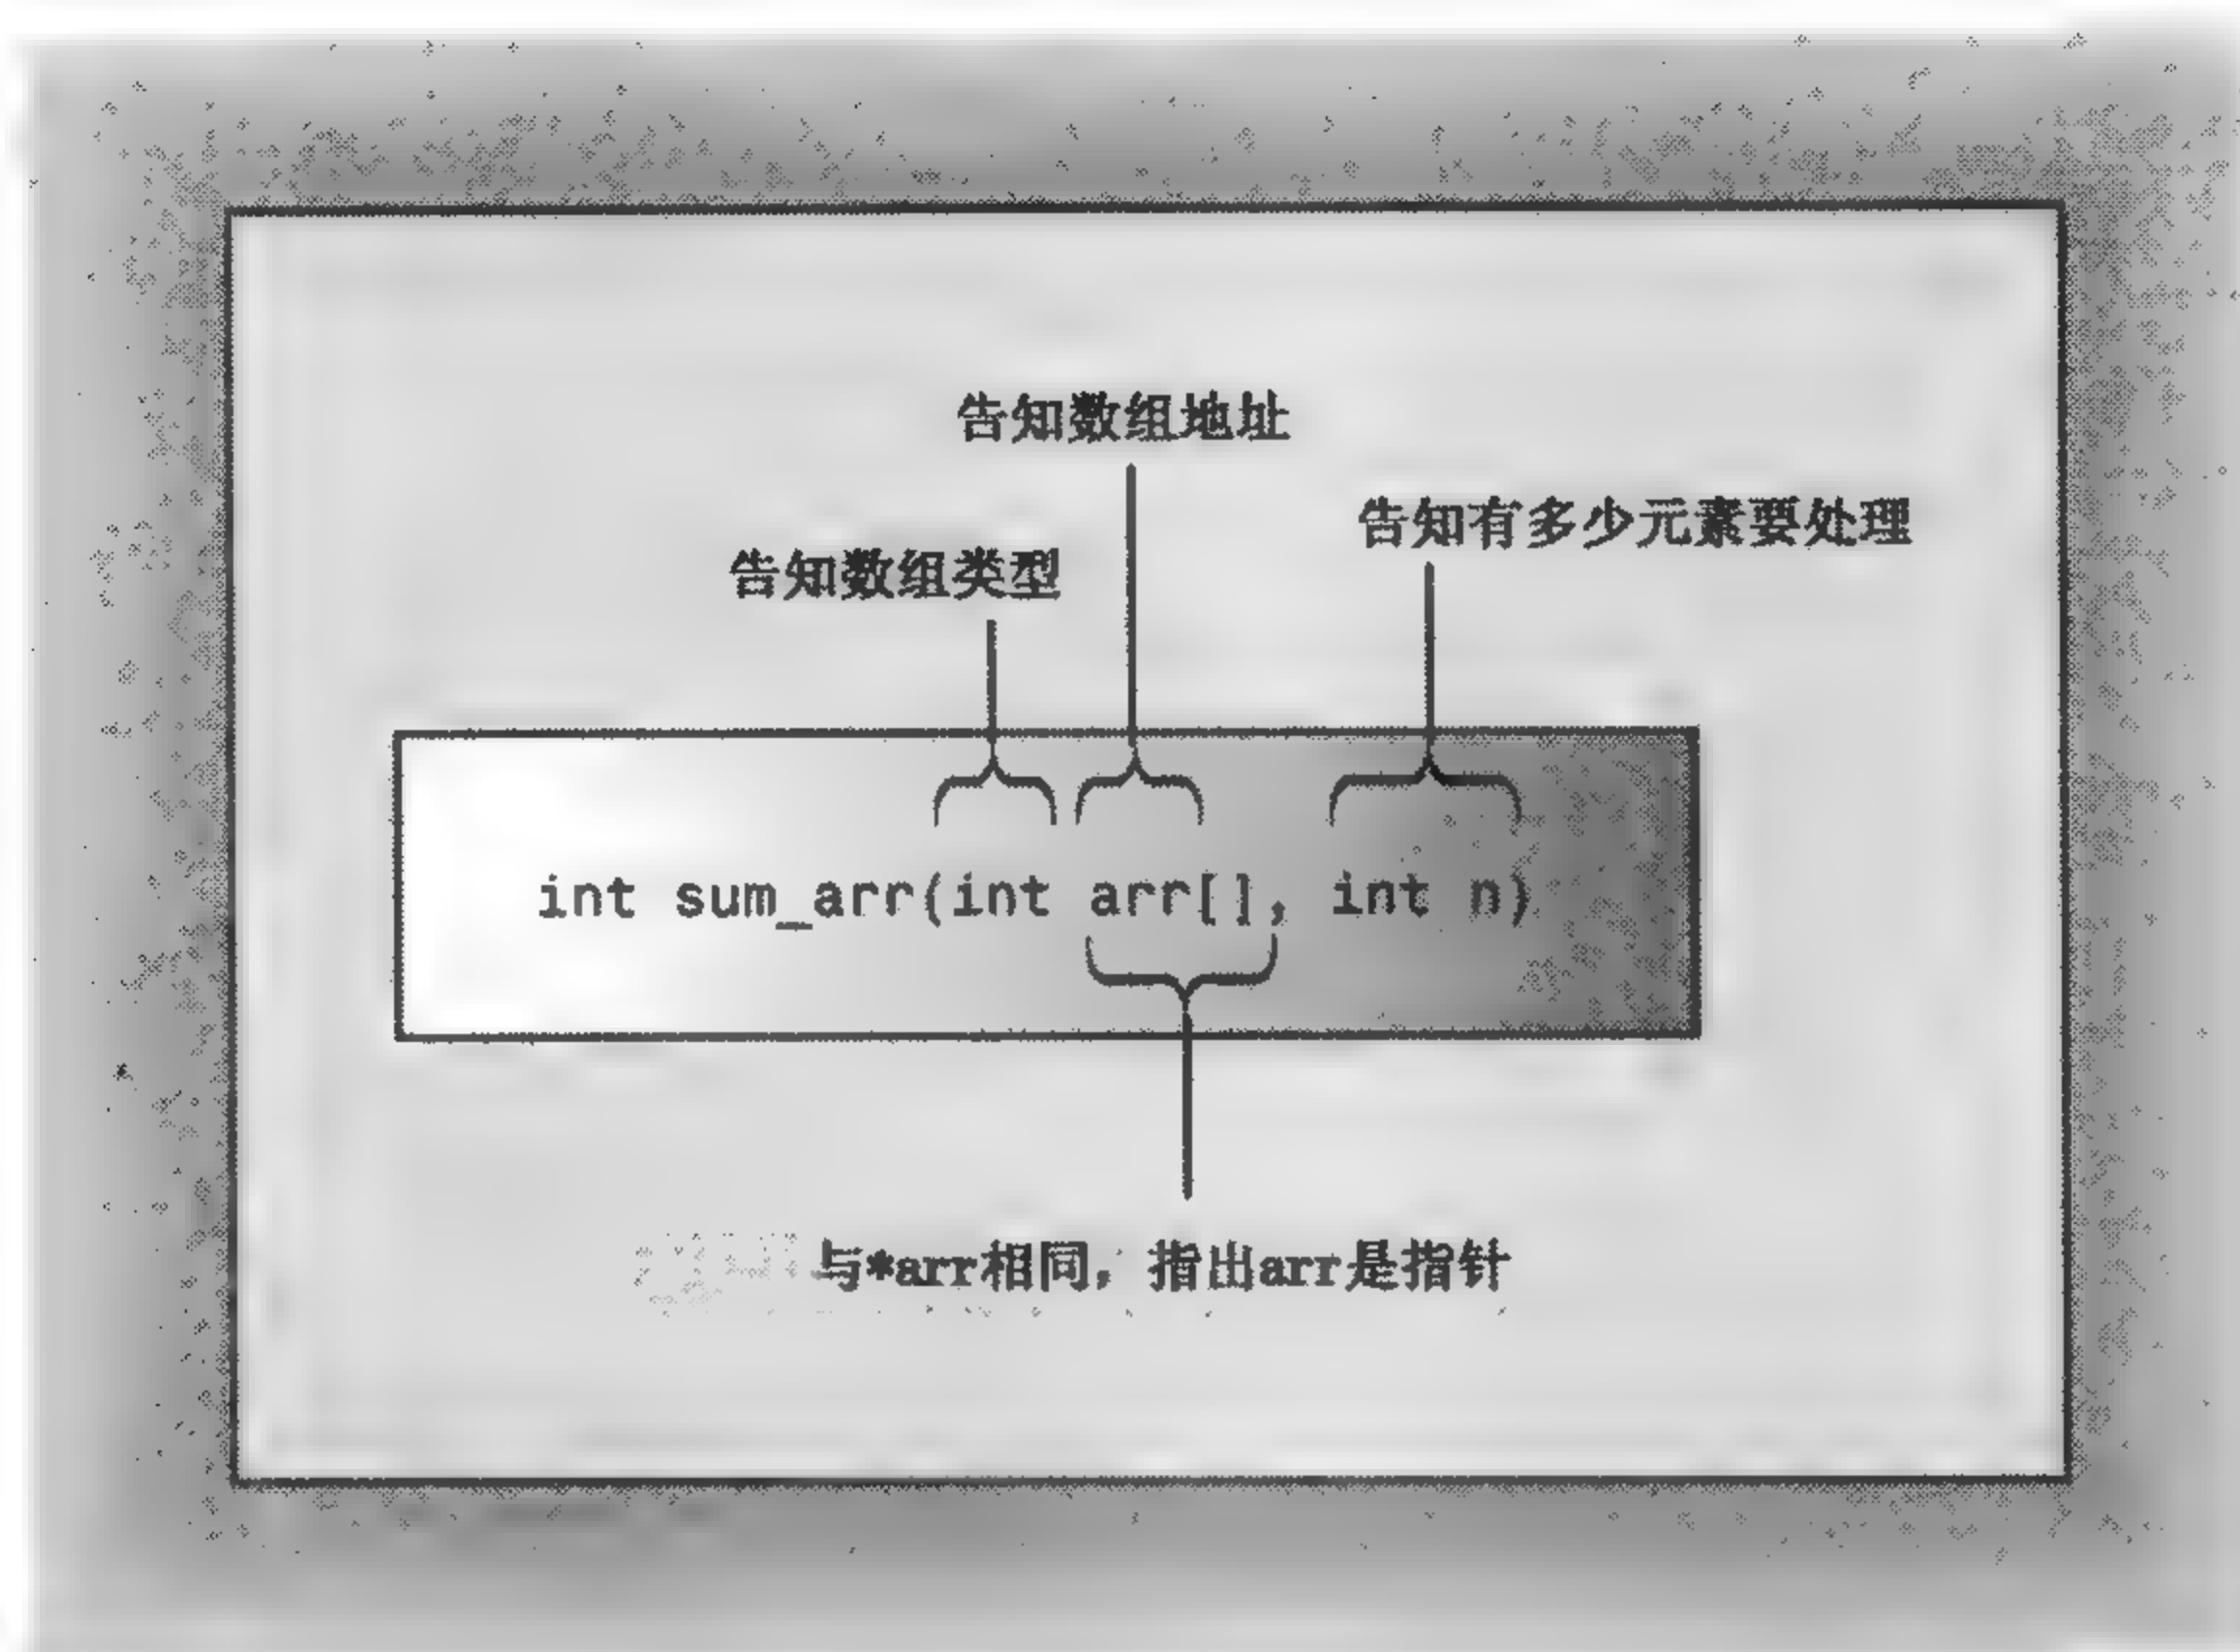 告知数组地址
告知有多少元素要处理
告知数组类型
int sum_arr(int arr[], int n)
与*arr相同，指出arr是指针